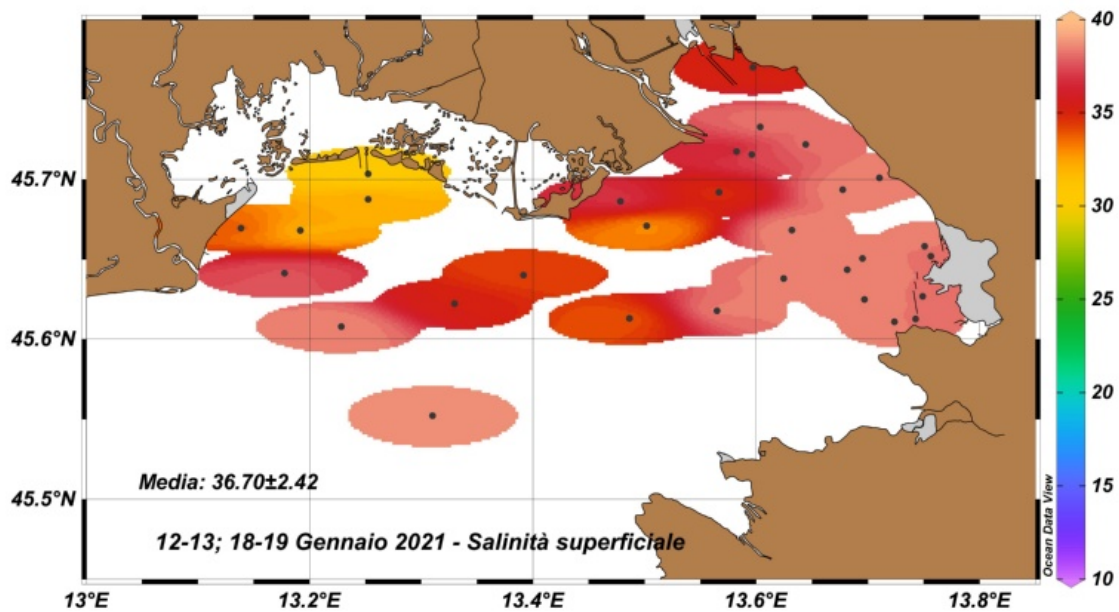 40
35
30
25
20
15
10
Ocean Data View
45.7°N
45.6°N
45.5°N
Media: 36.70±2.42
12-13; 18-19 Gennaio 2021 - Salinità superficiale
13°E 13.2°E 13.4°E 13.6°E 13.8°E